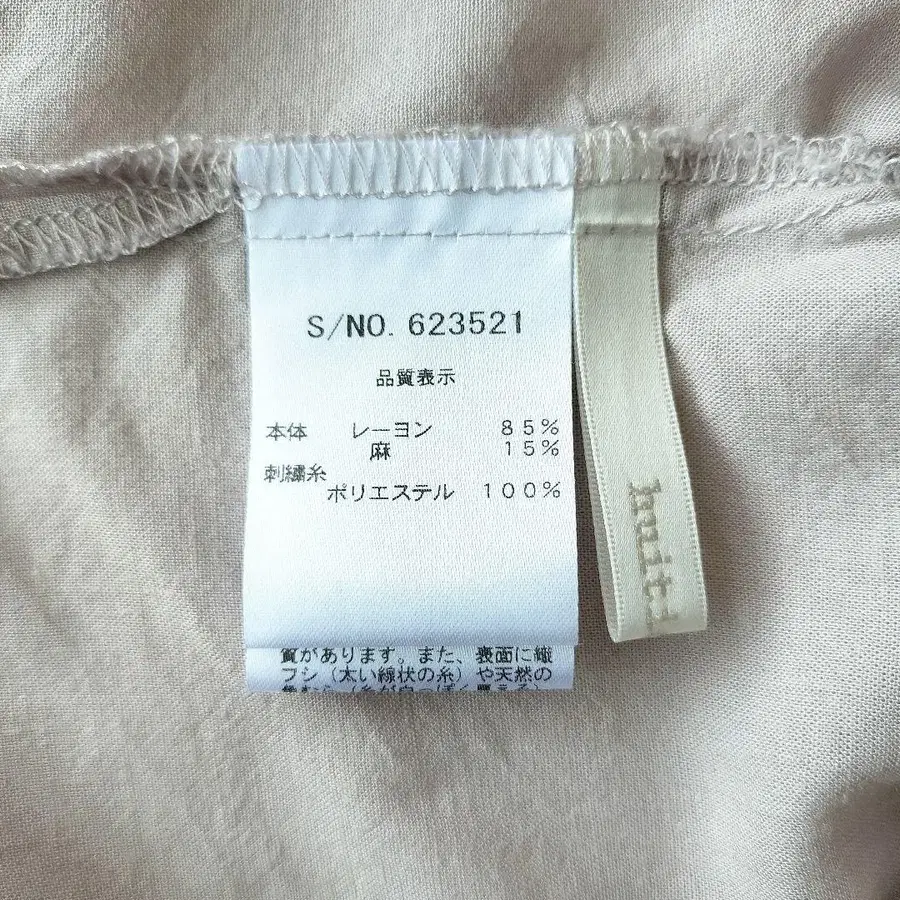 S/NO. 623521
品質表示
本体 レーヨン 85%
麻 15%
刺繍糸
ポリエステル 100%
質があります。また、表面に織
フシ（太い線状の糸）や天然の
huit